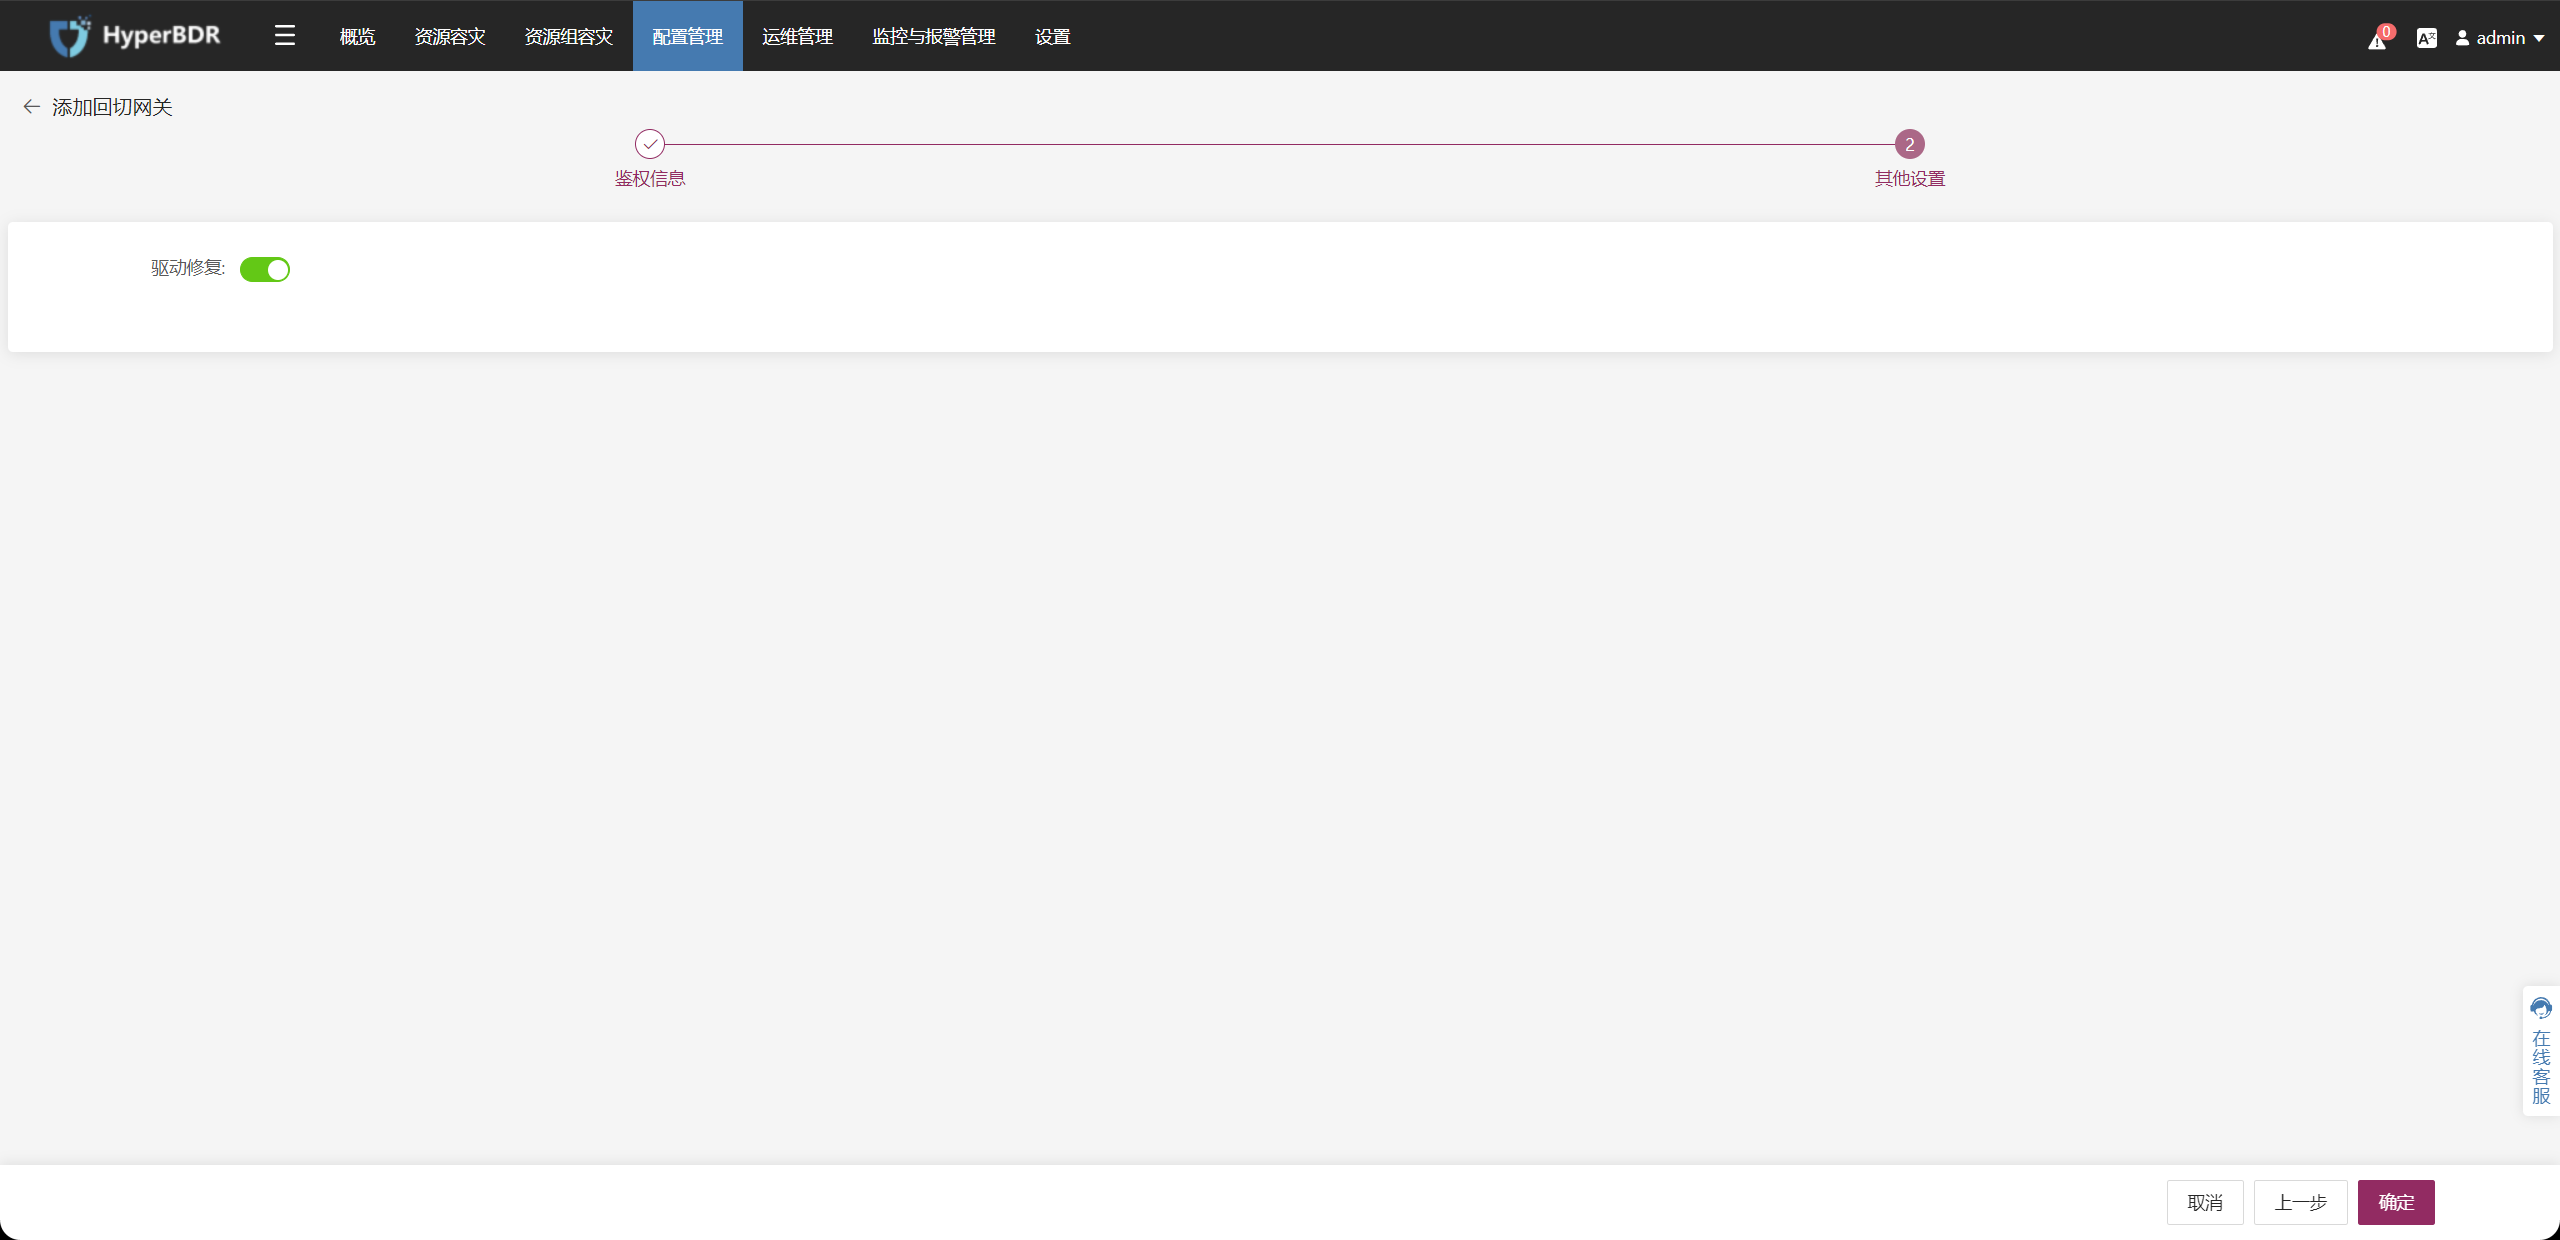 HyperBDR 概览 资源容灾 资源组容灾 配置管理 运维管理 监控与报警管理 设置 0 admin
添加回切网关
2
鉴权信息 其他设置
驱动修复:
在线客服
取消 上一步 确定